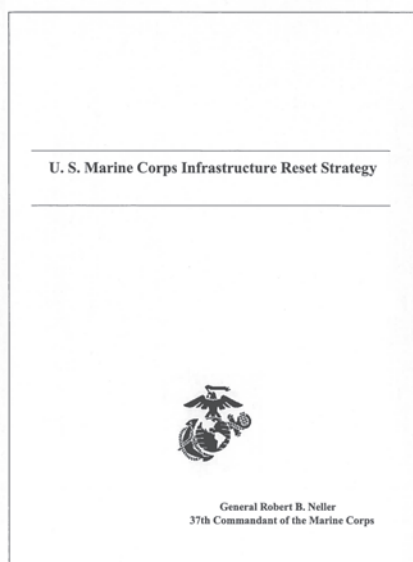 U. S. Marine Corps Infrastructure Reset Strategy
General Robert B. Neller
37th Commandant of the Marine Corps